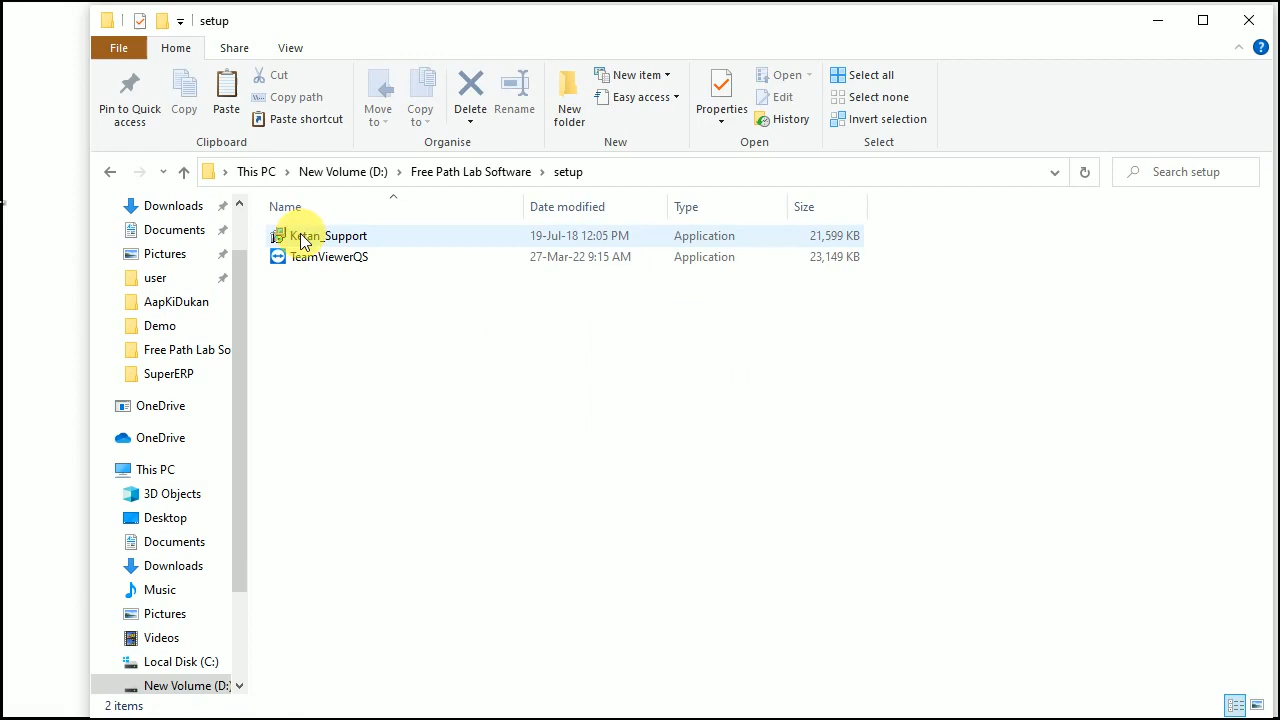 setup
File Home Share View
Pin to Quick access
Copy
Paste
Cut
Copy path
Paste shortcut
Clipboard
Move to
Copy to
Delete
Rename
Organise
New folder
New item
Easy access
New
Properties
Open
Edit
History
Open
Select all
Select none
Invert selection
Select
This PC New Volume (D:) Free Path Lab Software setup
Search setup
Downloads
Documents
Pictures
user
AapKiDukan
Demo
Free Path Lab So
SuperERP
OneDrive
OneDrive
This PC
3D Objects
Desktop
Documents
Downloads
Music
Pictures
Videos
Local Disk (C:)
New Volume (D:)
Name Date modified Type Size
19-Jul-18 12:05 PM Application 21,599 KB
TeamViewerQS 27-Mar-22 9:15 AM Application 23,149 KB
2 items